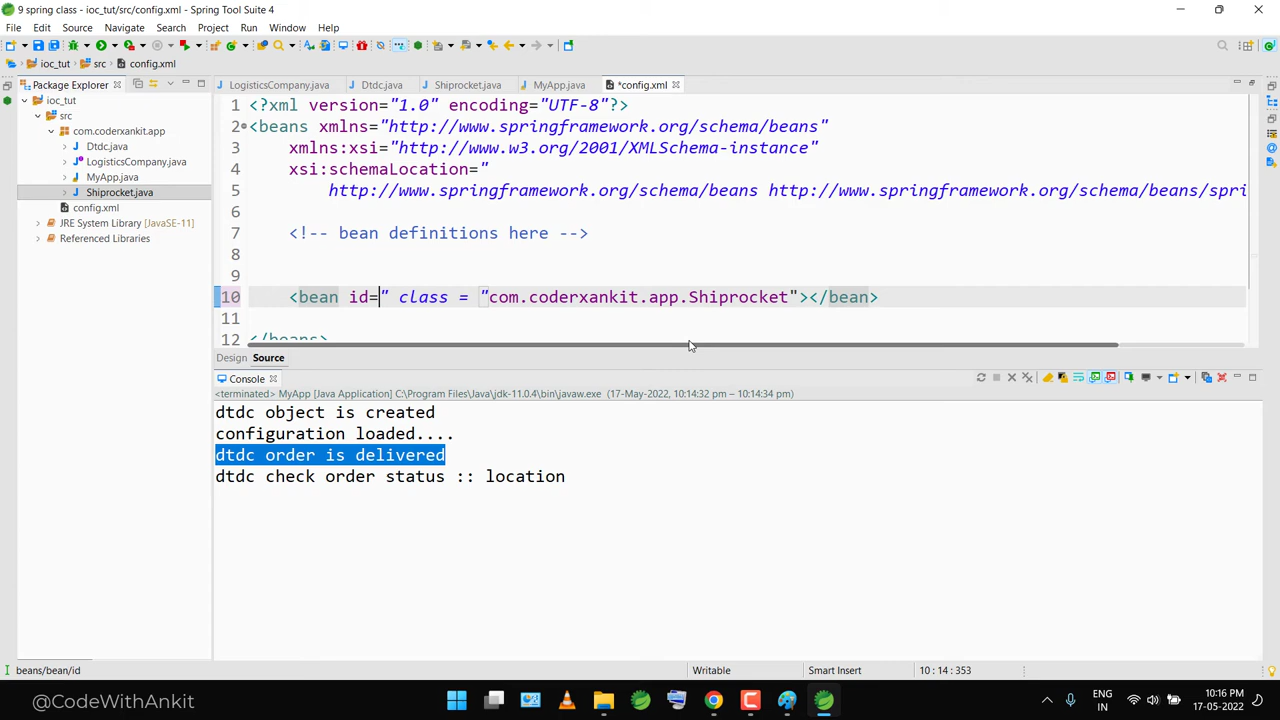 9 spring class - ioc_tut/src/config.xml - Spring Tool Suite 4
File Edit Source Navigate Search Project Run Window Help
ioc_tut src config.xml
Package Explorer
LogisticsCompany.java Dtdc.java Shiprocket.java MyApp.java *config.xml
ioc_tut
src
com.coderxankit.app
Dtdc.java
LogisticsCompany.java
MyApp.java
Shiprocket.java
config.xml
JRE System Library [JavaSE-11]
Referenced Libraries
1 <?xml version="1.0" encoding="UTF-8"?>
2 <beans xmlns="http://www.springframework.org/schema/beans"
3 xmlns:xsi="http://www.w3.org/2001/XMLSchema-instance"
4 xsi:schemaLocation="
5 http://www.springframework.org/schema/beans http://www.springframework.org/schema/beans/spri
6
7 <!-- bean definitions here -->
8
9
10 <bean id=" class = "com.coderxankit.app.Shiprocket"></bean>
11
12 </beans>
Design Source
Console
<terminated> MyApp [Java Application] C:\Program Files\Java\jdk-11.0.4\bin\javaw.exe (17-May-2022, 10:14:32 pm – 10:14:34 pm)
dtdc object is created
configuration loaded....
dtdc order is delivered
dtdc check order status :: location
beans/bean/id Writable Smart Insert 10 : 14 : 353
@CodeWithAnkit
ENG
IN
10:16 PM
17-05-2022